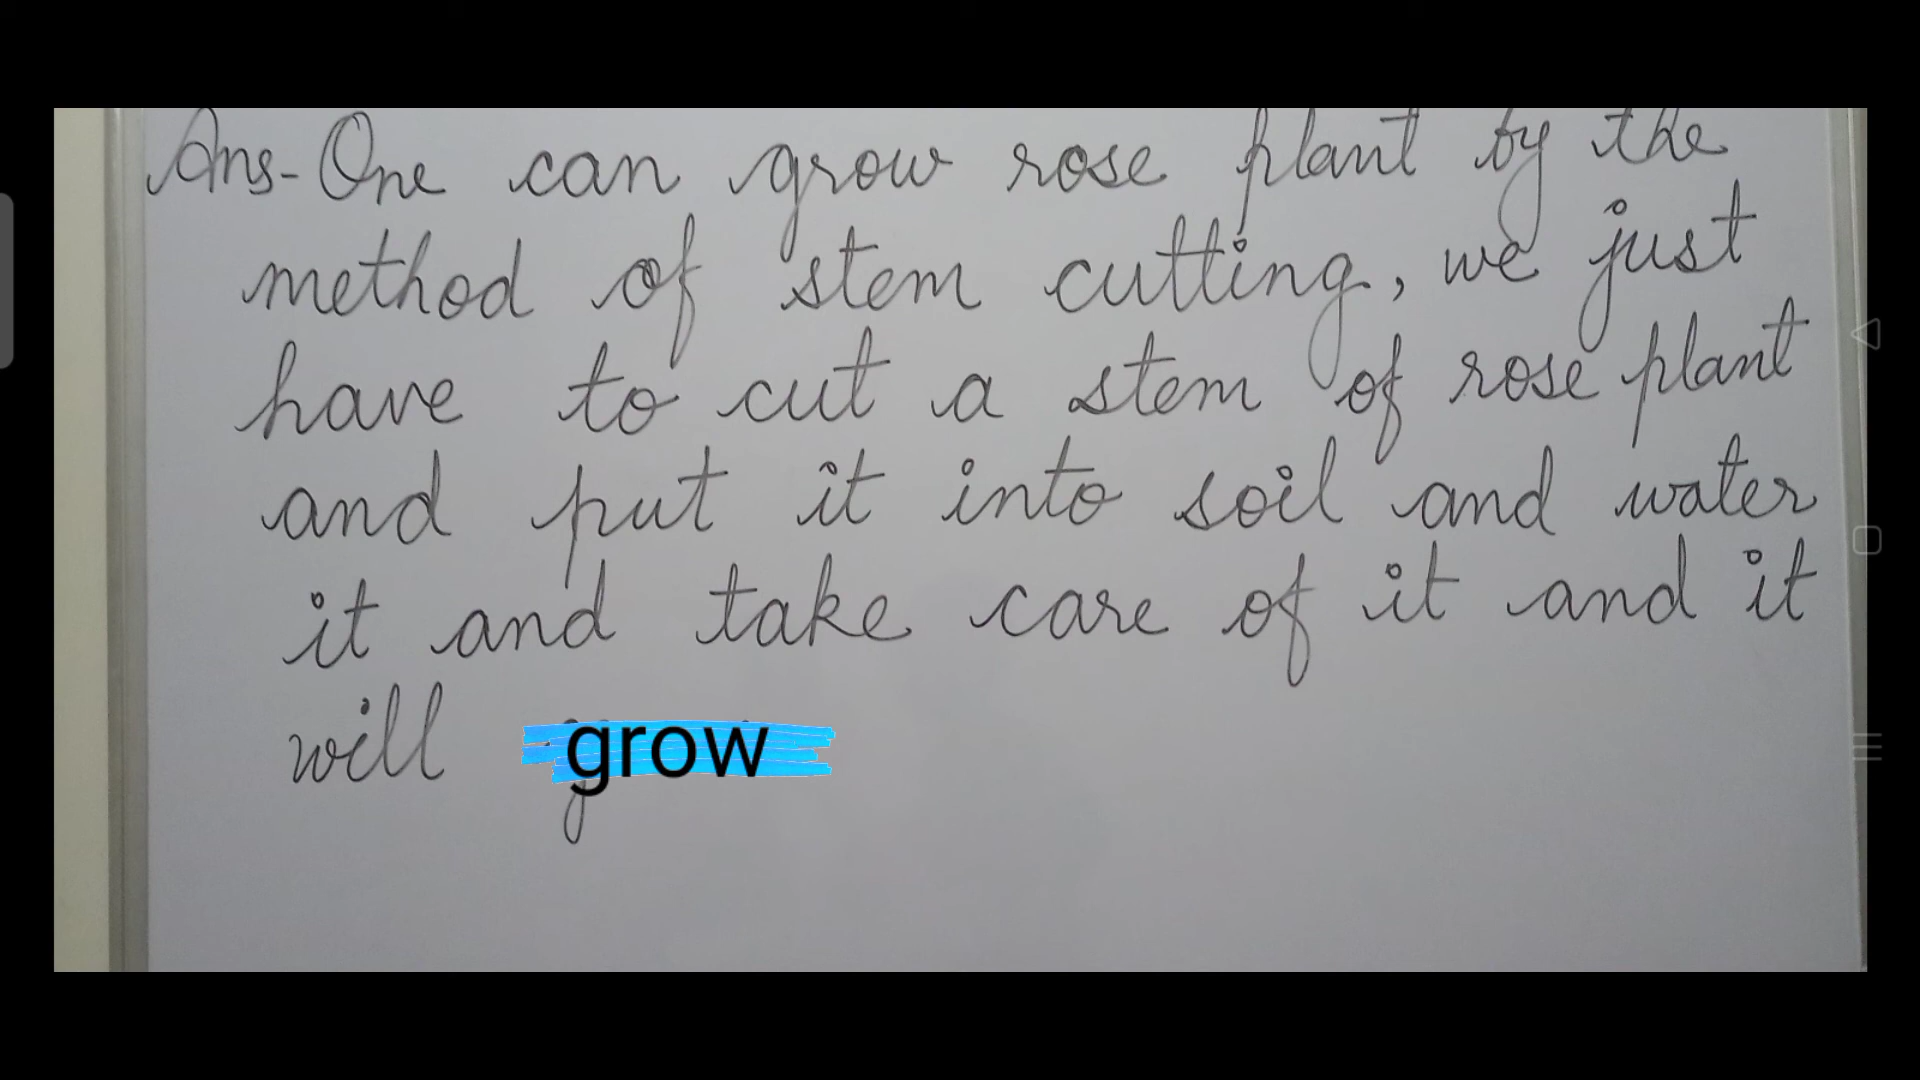 Ans-One can grow rose plant by the
method of stem cutting, we just
have to cut a stem of rose plant
and put it into soil and water
it and take care of it and it
will grow